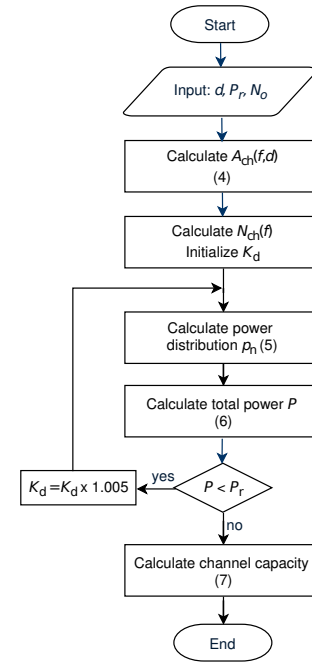 Start
Input: d, Pr, No
Calculate Ach(f,d)
(4)
Calculate Nch(f)
Initialize Kd
Calculate power
distribution pn (5)
Calculate total power P
(6)
P < Pr
yes
Kd = Kd x 1.005
no
Calculate channel capacity
(7)
End